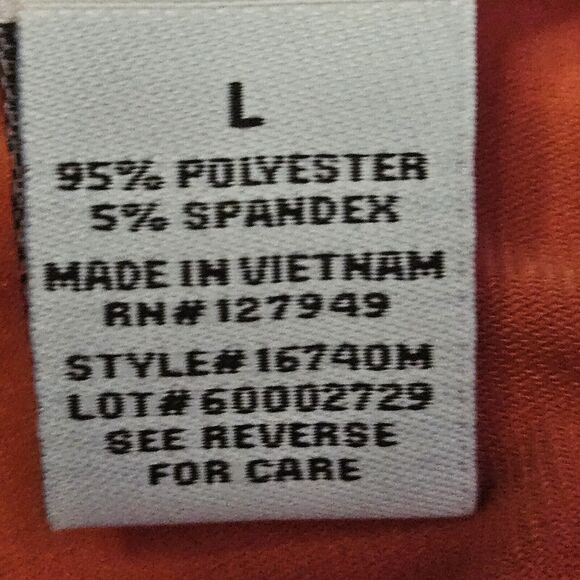 L
95% POLYESTER
5% SPANDEX
MADE IN VIETNAM
RN# 127949
STYLE# 16740M
LOT# 60002729
SEE REVERSE
FOR CARE